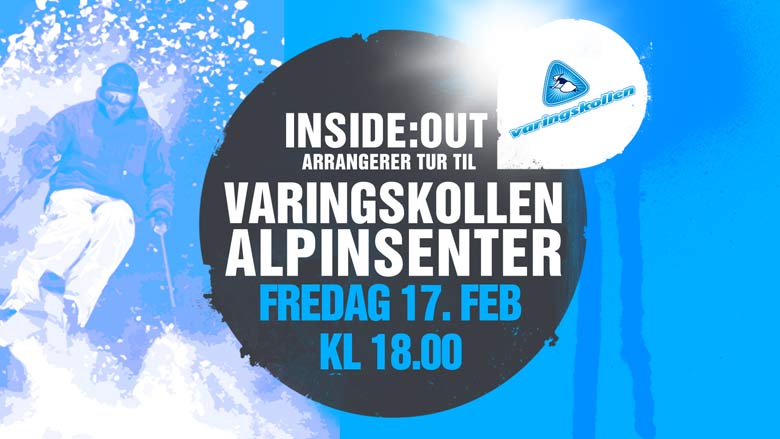 INSIDE:OUT
ARRANGERER TUR TIL
VARINGSKOLLEN
ALPINSENTER
FREDAG 17. FEB
KL 18.00
varingskollen